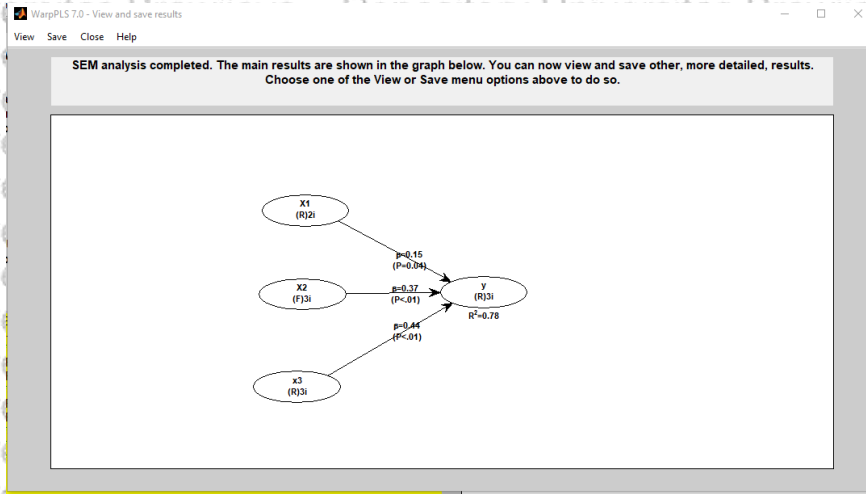 WarpPLS 7.0 - View and save results
View Save Close Help
SEM analysis completed. The main results are shown in the graph below. You can now view and save other, more detailed, results.
Choose one of the View or Save menu options above to do so.
X1
(R)2i
β=0.15
(P=0.04)
X2
(F)3i
β=0.37
(P<.01)
y
(R)3i
R²=0.78
β=0.44
(P<.01)
x3
(R)3i